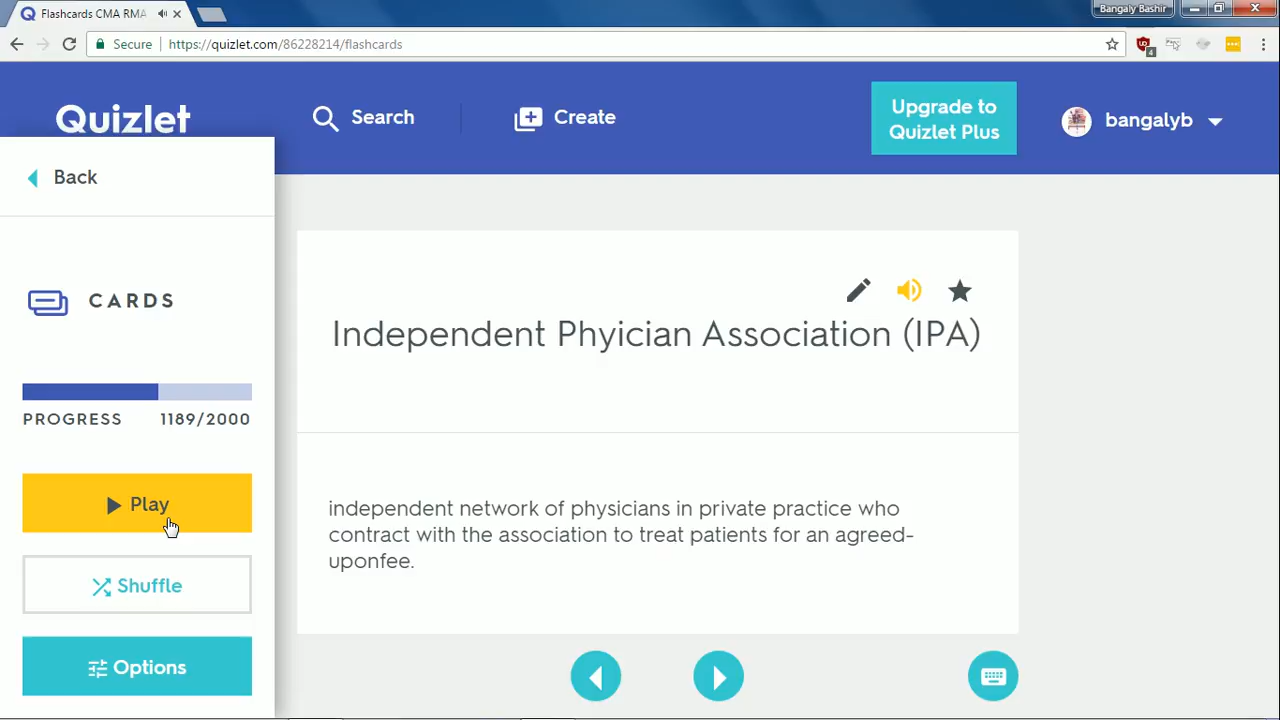 Flashcards CMA RMA
Bangaly Bashir
Secure
https://quizlet.com/86228214/flashcards
4
Quizlet
Search
Create
Upgrade to
Quizlet Plus
bangalyb
Back
CARDS
PROGRESS 1189/2000
Play
Shuffle
Options
Independent Phyician Association (IPA)
independent network of physicians in private practice who
contract with the association to treat patients for an agreed-
uponfee.